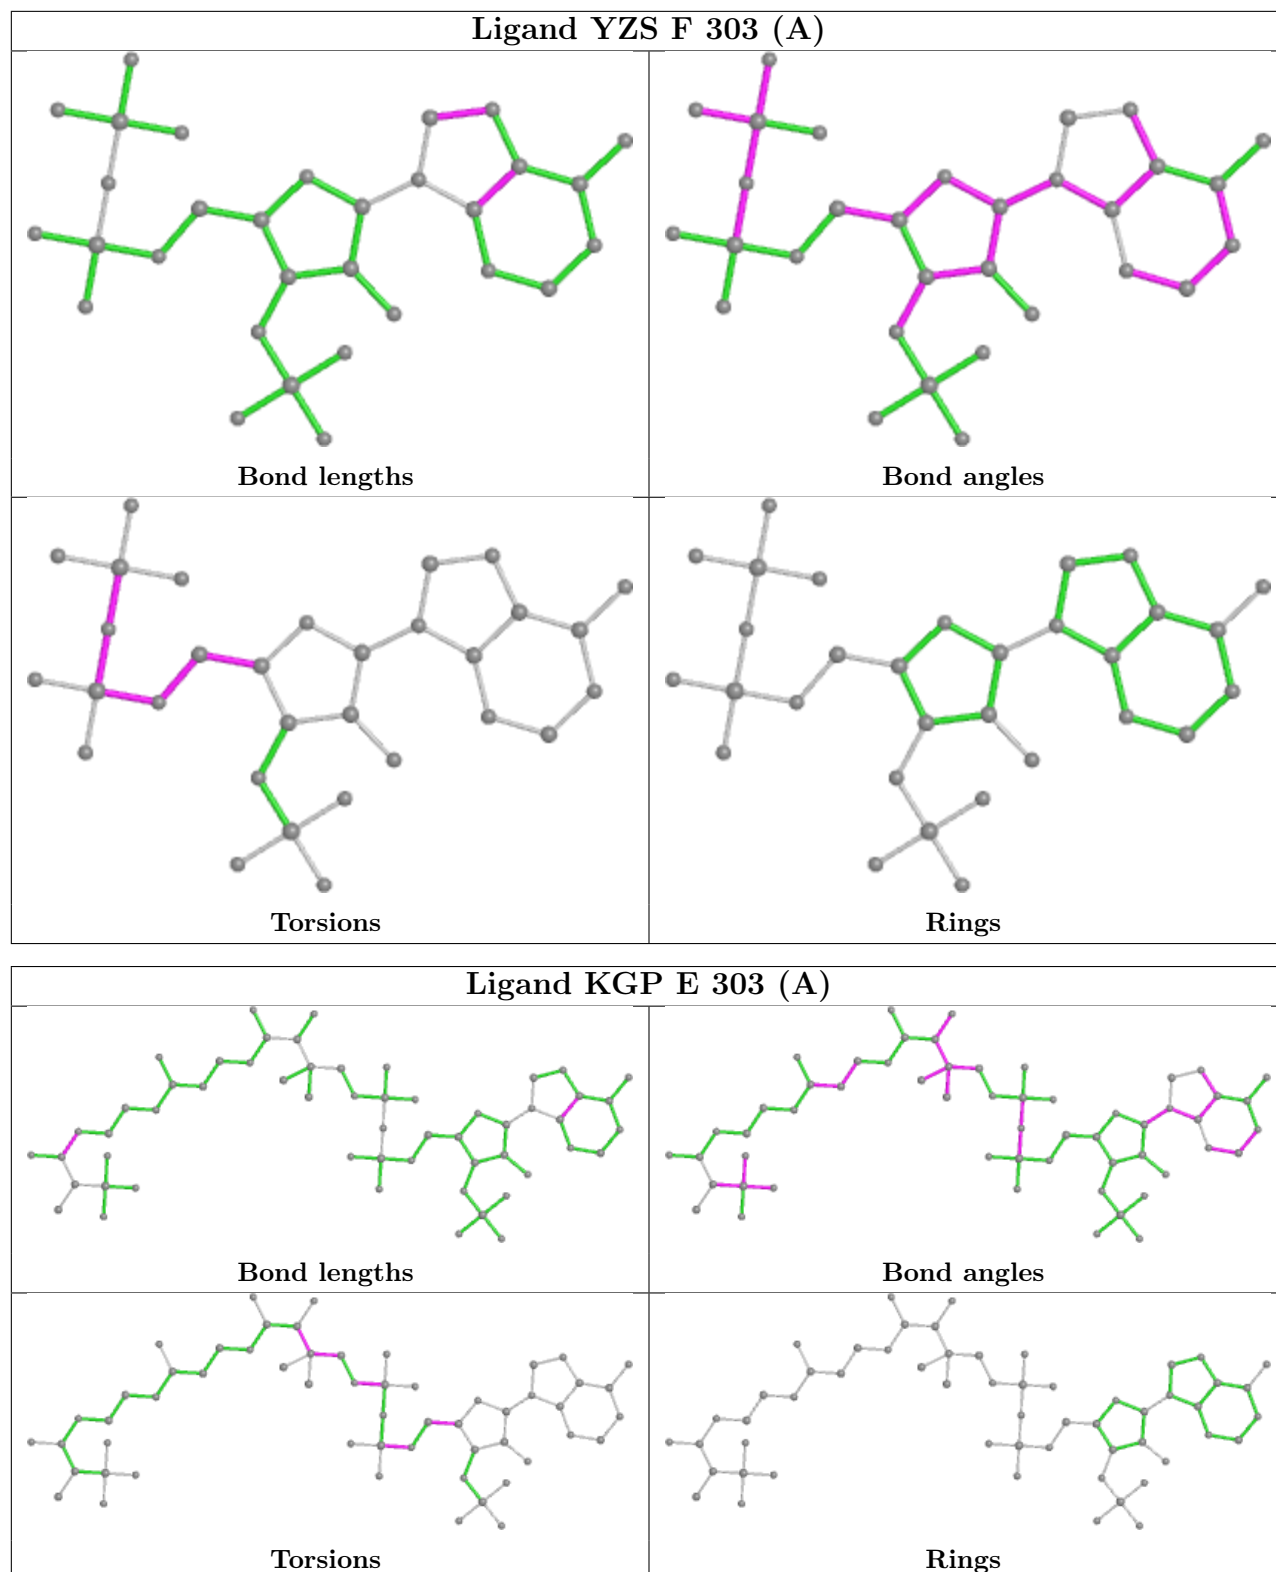 Ligand YZS F 303 (A)
Bond lengths
Bond angles
Torsions
Rings
Ligand KGP E 303 (A)
Bond lengths
Bond angles
Torsions
Rings